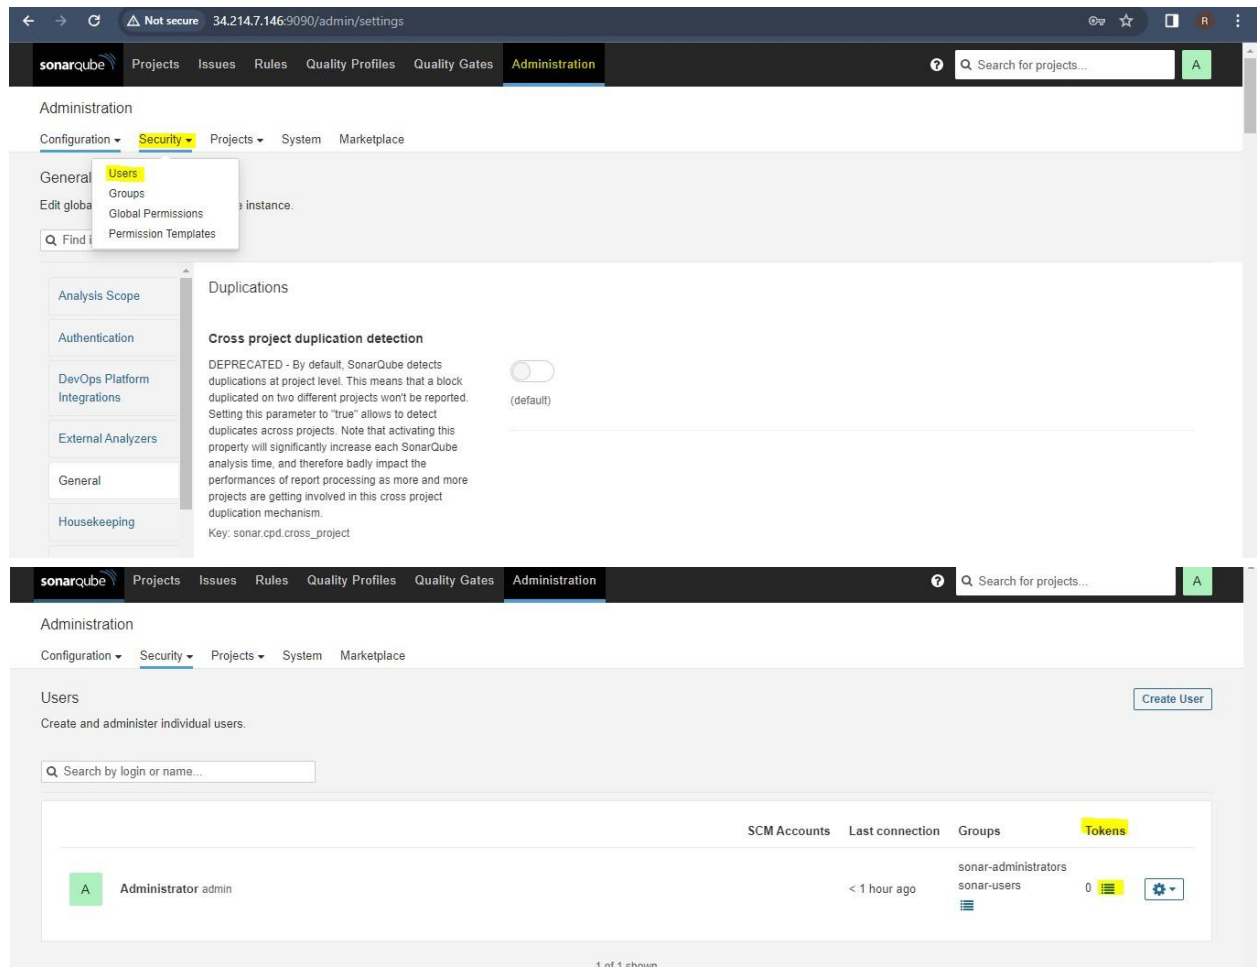 Not secure 34.214.7.146:9090/admin/settings R
sonarqube Projects Issues Rules Quality Profiles Quality Gates Administration ? Search for projects... A
Administration
Configuration Security Projects System Marketplace
Users
General
Groups
Edit globa instance.
Global Permissions
Find i
Permission Templates
Analysis Scope
Authentication
DevOps Platform
Integrations
External Analyzers
General
Housekeeping
Duplications
Cross project duplication detection
DEPRECATED - By default, SonarQube detects
duplications at project level. This means that a block
duplicated on two different projects won't be reported.
Setting this parameter to "true" allows to detect
duplicates across projects. Note that activating this
property will significantly increase each SonarQube
analysis time, and therefore badly impact the
performances of report processing as more and more
projects are getting involved in this cross project
duplication mechanism.
Key: sonar.cpd.cross_project
(default)
sonarqube Projects Issues Rules Quality Profiles Quality Gates Administration ? Search for projects... A
Administration
Configuration Security Projects System Marketplace
Users
Create User
Create and administer individual users.
Search by login or name...
SCM Accounts Last connection Groups Tokens
A Administrator admin < 1 hour ago sonar-administrators
sonar-users 0
1 of 1 shown